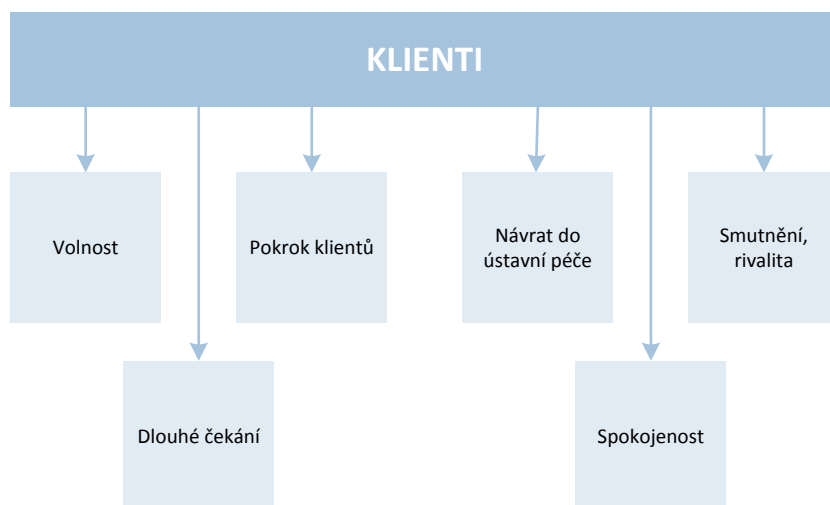 KLIENTI
Volnost
Pokrok klientů
Návrat do
ústavní péče
Smutnění,
rivalita
Dlouhé čekání
Spokojenost